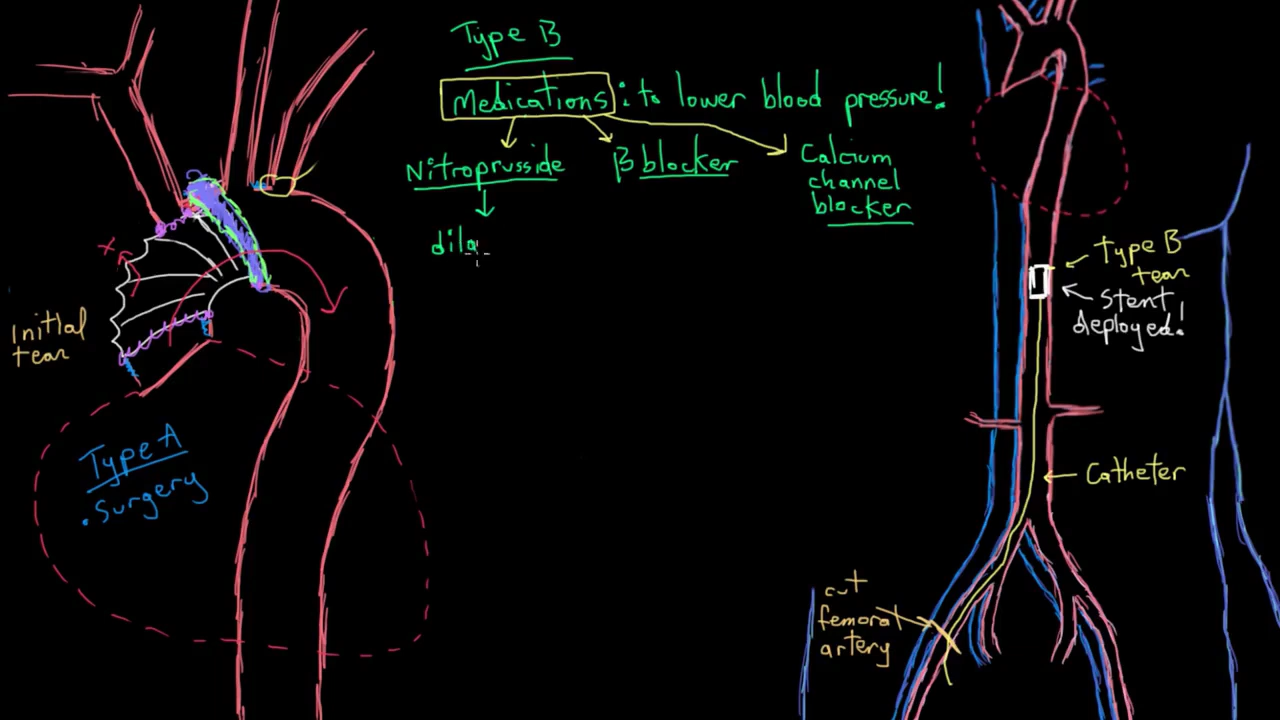 Type B
Medications : to lower blood pressure!
Nitroprusside
β blocker
Calcium
channel
blocker
dila
Initial
tear
Type A
. Surgery
type B
tear
stent
deployed!
Catheter
cut
femoral
artery